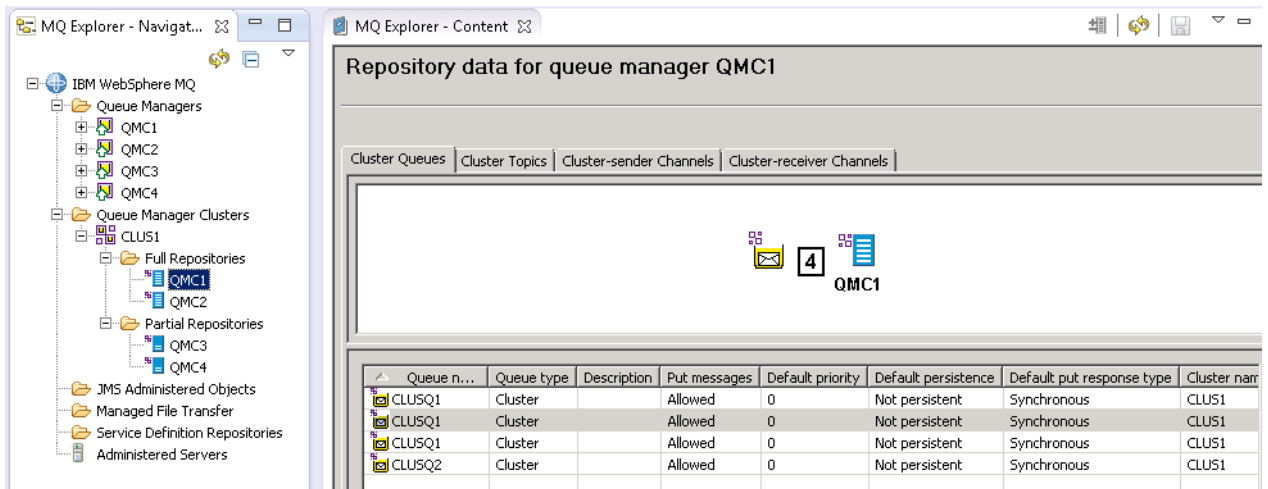 MQ Explorer - Navigat...
IBM WebSphere MQ
Queue Managers
QMC1
QMC2
QMC3
QMC4
Queue Manager Clusters
CLUS1
Full Repositories
QMC1
QMC2
Partial Repositories
QMC3
QMC4
JMS Administered Objects
Managed File Transfer
Service Definition Repositories
Administered Servers
MQ Explorer - Content
Repository data for queue manager QMC1
Cluster Queues Cluster Topics Cluster-sender Channels Cluster-receiver Channels
4
QMC1
Queue n... Queue type Description Put messages Default priority Default persistence Default put response type Cluster nam
CLUSQ1 Cluster Allowed 0 Not persistent Synchronous CLUS1
CLUSQ1 Cluster Allowed 0 Not persistent Synchronous CLUS1
CLUSQ1 Cluster Allowed 0 Not persistent Synchronous CLUS1
CLUSQ2 Cluster Allowed 0 Not persistent Synchronous CLUS1